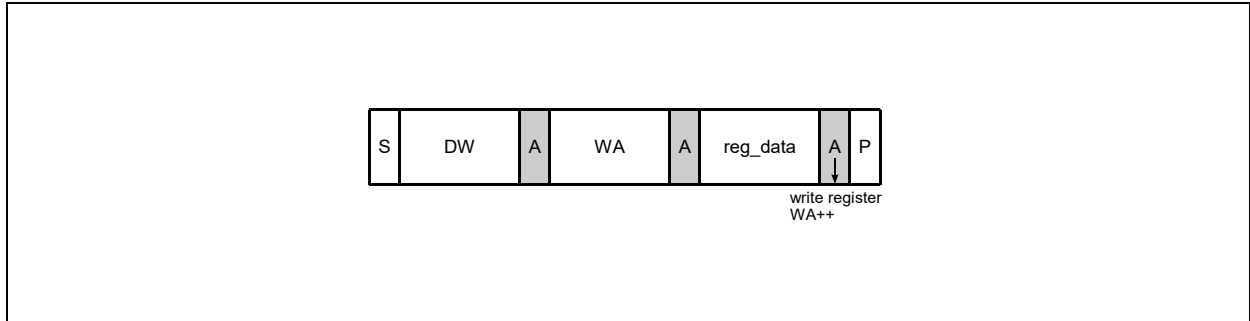 S DW A WA A reg_data A P
write register
WA++